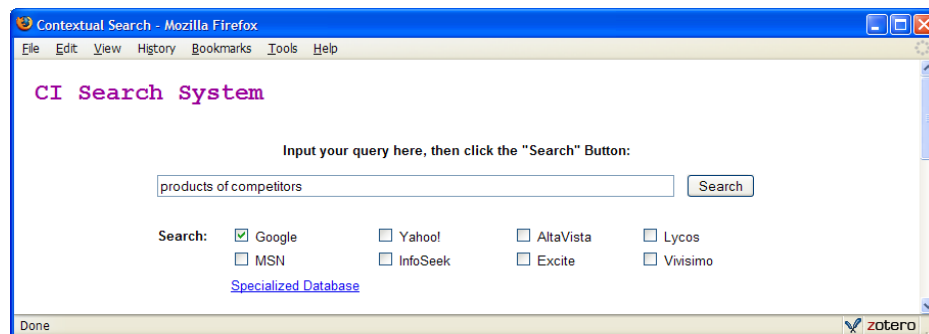 Contextual Search - Mozilla Firefox
File Edit View History Bookmarks Tools Help
CI Search System
Input your query here, then click the "Search" Button:
products of competitors Search
Search: Google Yahoo! AltaVista Lycos
MSN InfoSeek Excite Vivisimo
Specialized Database
Done zotero